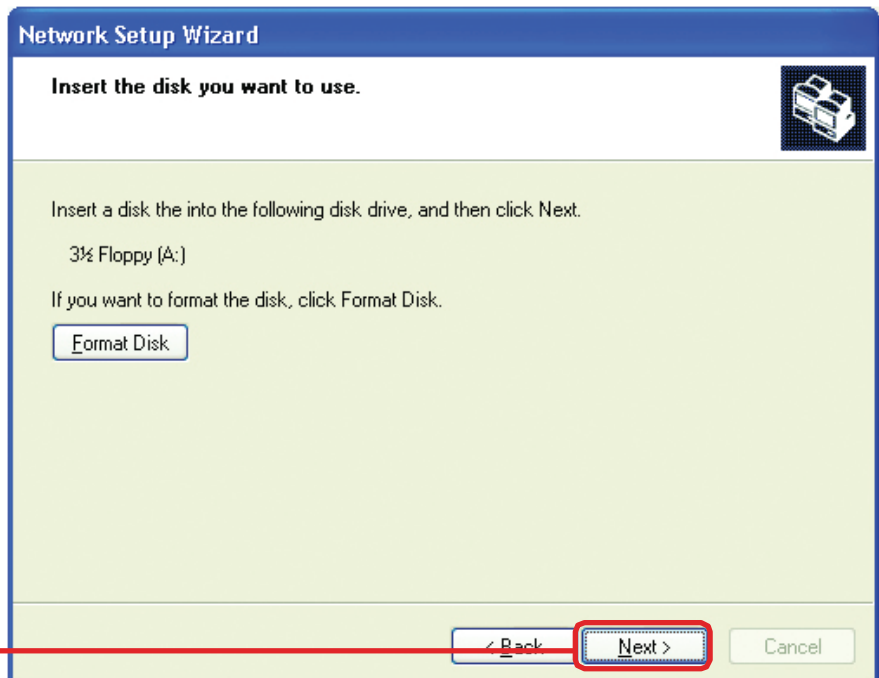 Network Setup Wizard
Insert the disk you want to use.
Insert a disk the into the following disk drive, and then click Next.
3½ Floppy (A:)
If you want to format the disk, click Format Disk.
Format Disk
< Back Next > Cancel